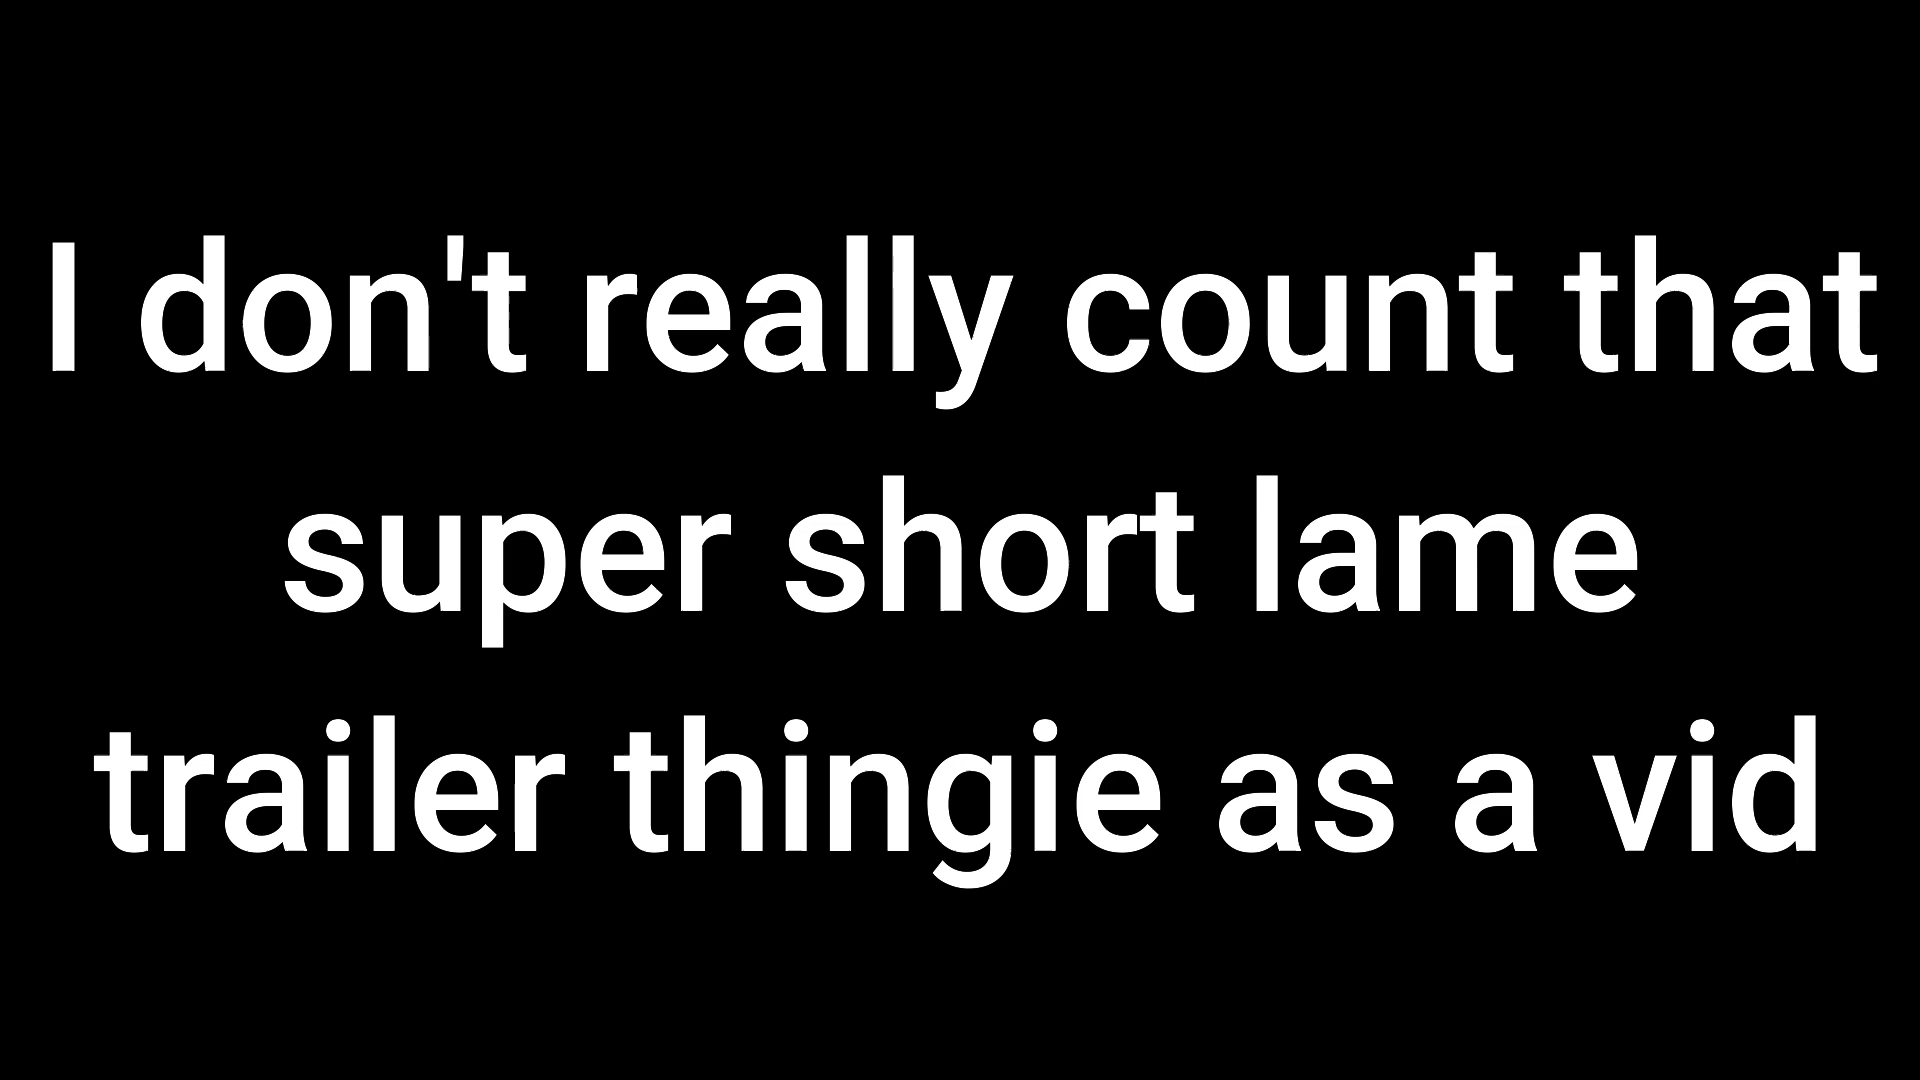 I don't really count that
super short lame
trailer thingie as a vid